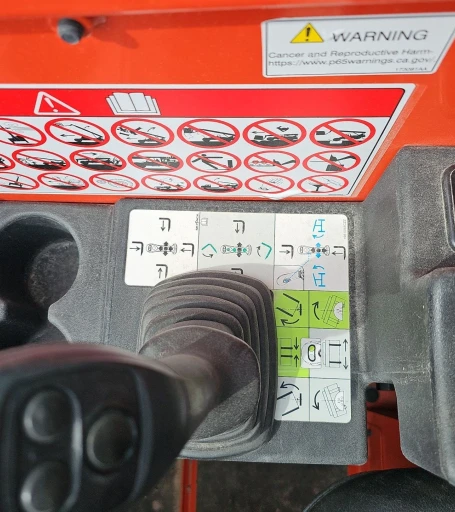 WARNING
Cancer and Reproductive Harm-
https://www.p65warnings.ca.gov/